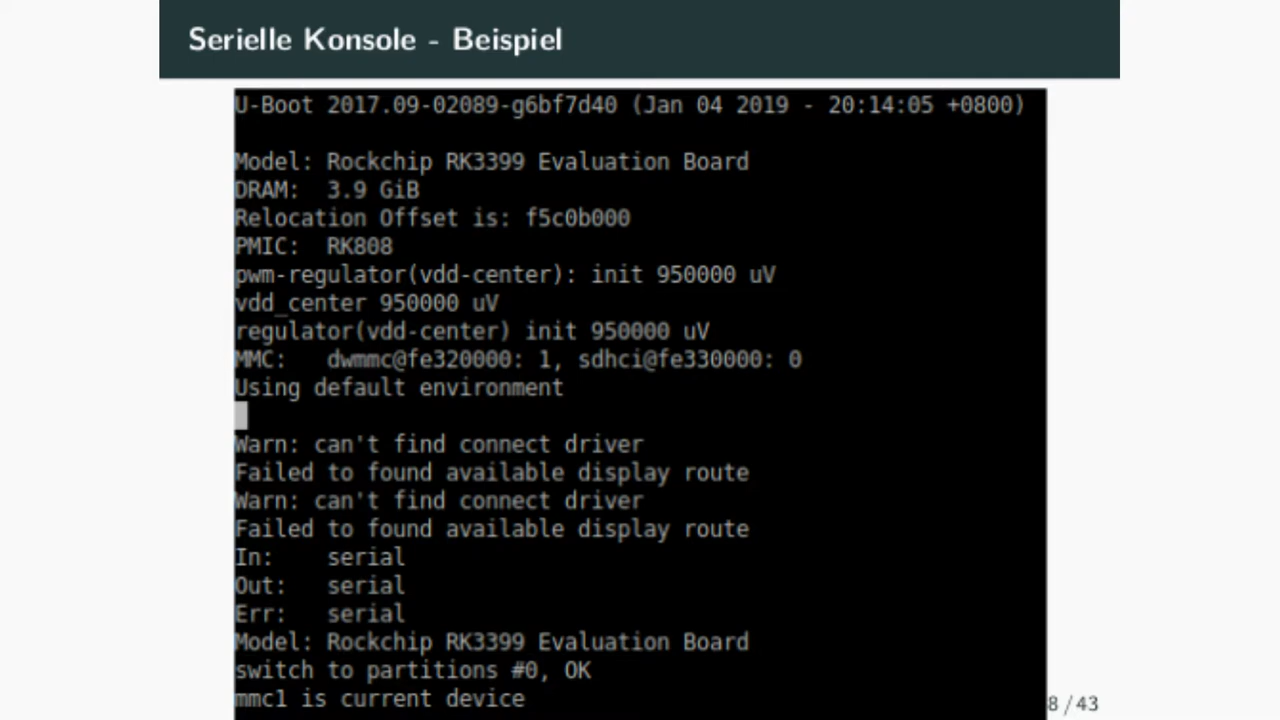 Serielle Konsole - Beispiel
U-Boot 2017.09-02089-g6bf7d40 (Jan 04 2019 - 20:14:05 +0800)
Model: Rockchip RK3399 Evaluation Board
DRAM:  3.9 GiB
Relocation Offset is: f5c0b000
PMIC:  RK808
pwm-regulator(vdd-center): init 950000 uV
vdd_center 950000 uV
regulator(vdd-center) init 950000 uV
MMC:   dwmmc@fe320000: 1, sdhci@fe330000: 0
Using default environment
Warn: can't find connect driver
Failed to found available display route
Warn: can't find connect driver
Failed to found available display route
In:    serial
Out:   serial
Err:   serial
Model: Rockchip RK3399 Evaluation Board
switch to partitions #0, OK
mmc1 is current device
8 / 43